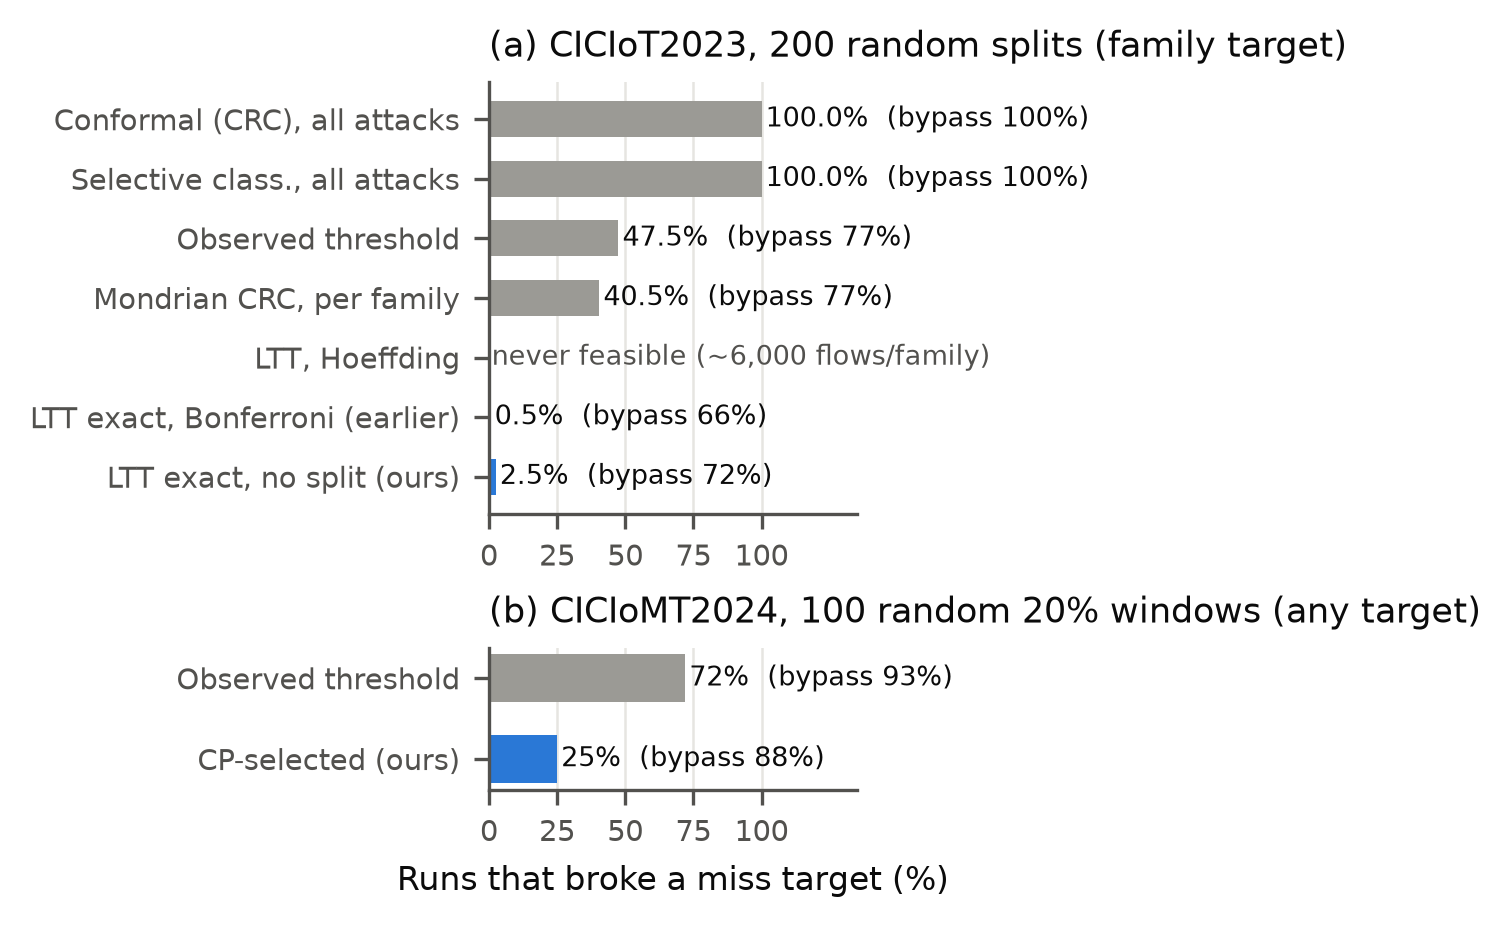 (a) CICIoT2023, 200 random splits (family target)
Conformal (CRC), all attacks 100.0% (bypass 100%)
Selective class., all attacks 100.0% (bypass 100%)
Observed threshold 47.5% (bypass 77%)
Mondrian CRC, per family 40.5% (bypass 77%)
LTT, Hoeffding never feasible (~6,000 flows/family)
LTT exact, Bonferroni (earlier) 0.5% (bypass 66%)
LTT exact, no split (ours) 2.5% (bypass 72%)
0 25 50 75 100
(b) CICIoMT2024, 100 random 20% windows (any target)
Observed threshold 72% (bypass 93%)
CP-selected (ours) 25% (bypass 88%)
0 25 50 75 100
Runs that broke a miss target (%)